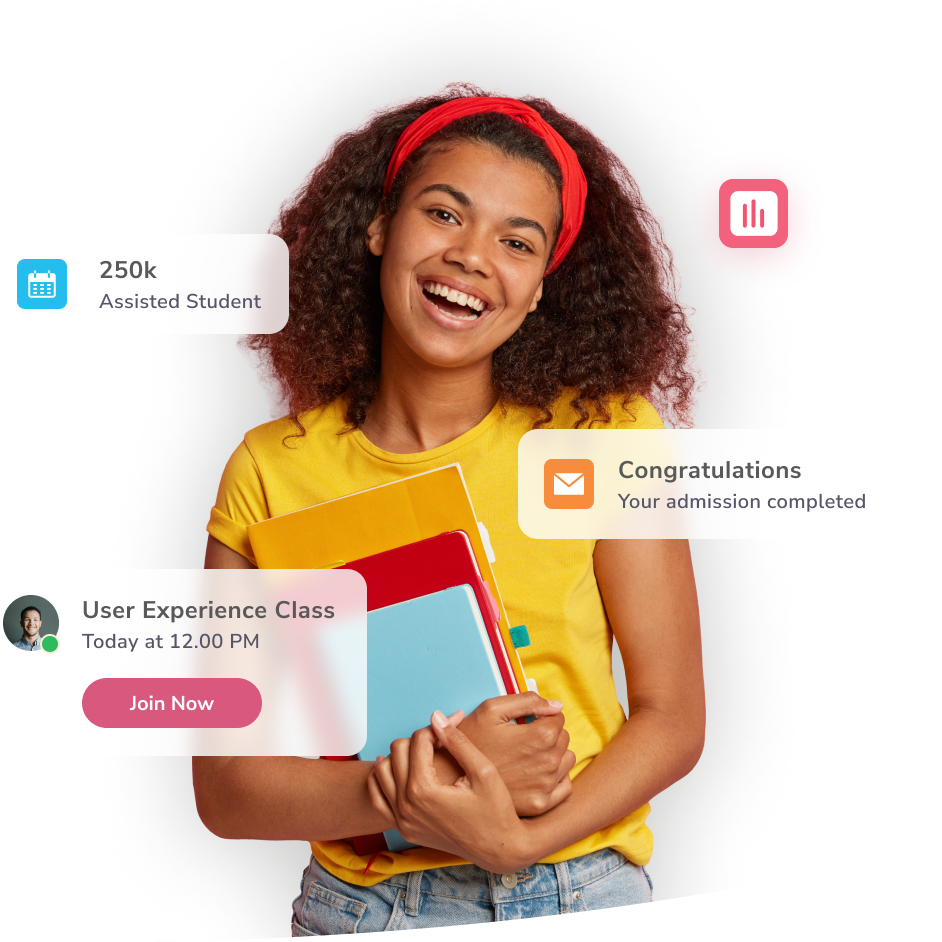 250k
Assisted Student
Congratulations
Your admission completed
User Experience Class
Today at 12.00 PM
Join Now